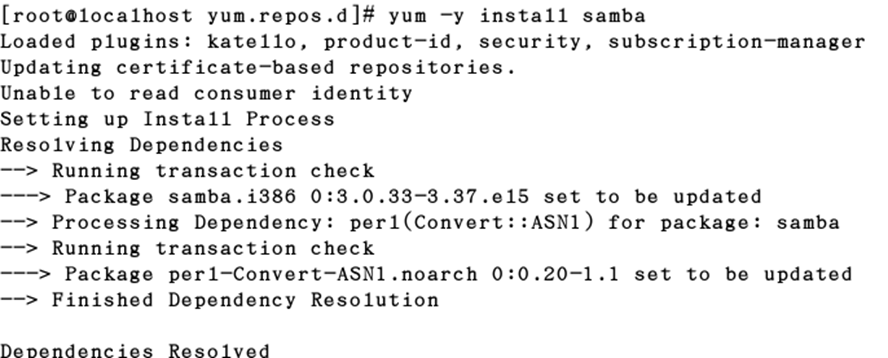 [root@localhost yum.repos.d]# yum -y install samba
Loaded plugins: katello, product-id, security, subscription-manager
Updating certificate-based repositories.
Unable to read consumer identity
Setting up Install Process
Resolving Dependencies
--> Running transaction check
---> Package samba.i386 0:3.0.33-3.37.el5 set to be updated
--> Processing Dependency: perl(Convert::ASN1) for package: samba
--> Running transaction check
---> Package perl-Convert-ASN1.noarch 0:0.20-1.1 set to be updated
--> Finished Dependency Resolution
Dependencies Resolved